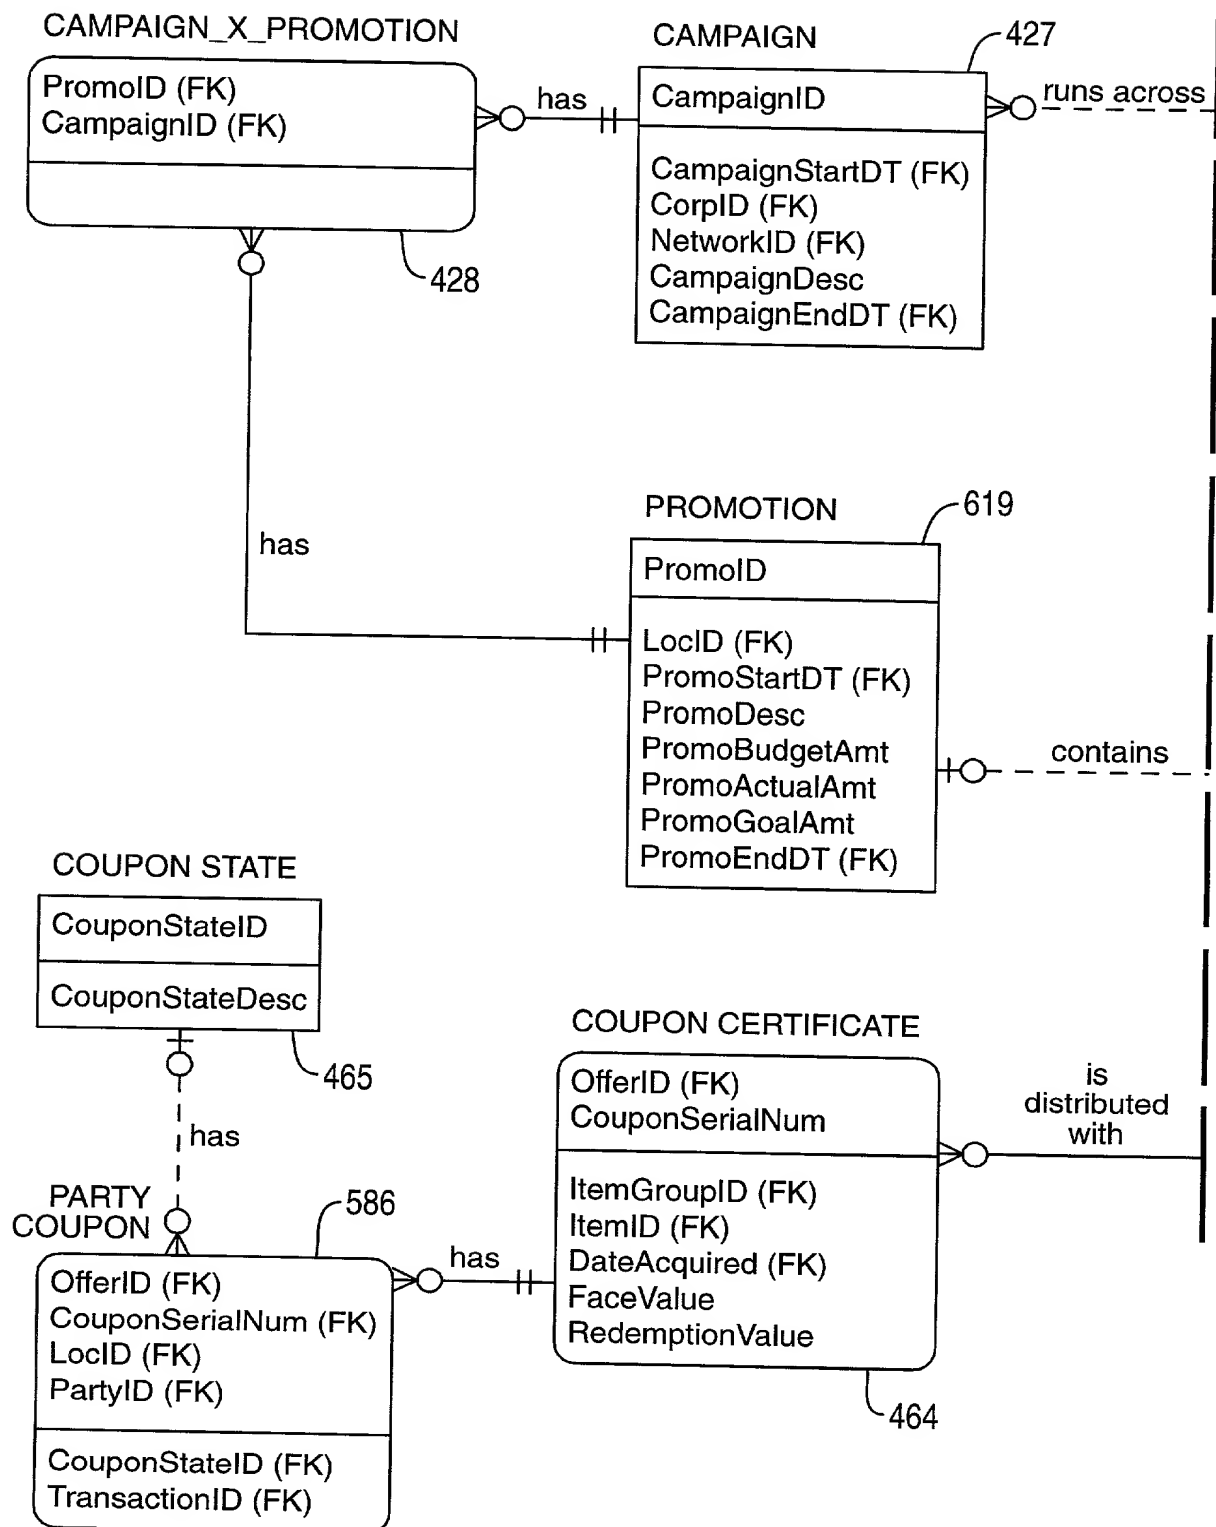 CAMPAIGN_X_PROMOTION
PromoID (FK)
CampaignID (FK)
428
has
CAMPAIGN
427
CampaignID
CampaignStartDT (FK)
CorpID (FK)
NetworkID (FK)
CampaignDesc
CampaignEndDT (FK)
runs across
has
PROMOTION
619
PromoID
LocID (FK)
PromoStartDT (FK)
PromoDesc
PromoBudgetAmt
PromoActualAmt
PromoGoalAmt
PromoEndDT (FK)
contains
COUPON STATE
CouponStateID
CouponStateDesc
465
has
COUPON CERTIFICATE
OfferID (FK)
CouponSerialNum
ItemGroupID (FK)
ItemID (FK)
DateAcquired (FK)
FaceValue
RedemptionValue
464
is
distributed
with
PARTY
COUPON
586
OfferID (FK)
CouponSerialNum (FK)
LocID (FK)
PartyID (FK)
CouponStateID (FK)
TransactionID (FK)
has